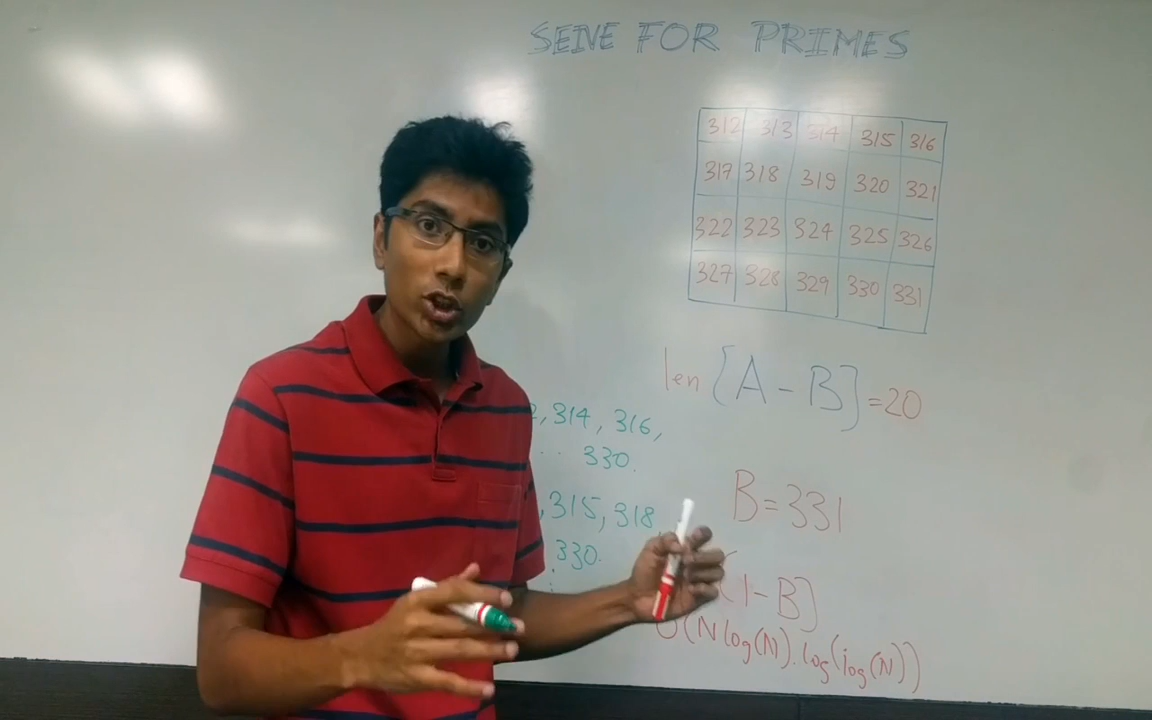 SEIVE FOR PRIMES
312 313 314 315 316
317 318 319 320 321
322 323 324 325 326
327 328 329 330 331
len [A - B] = 20
, 314, 316,
.. 330.
B = 331
, 315, 318
330.
(1 - B]
O(N log(N).log(log(N))